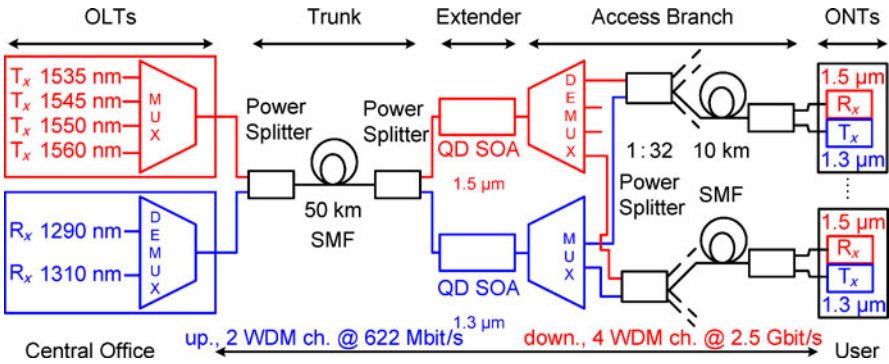 OLTs
Trunk
Extender
Access Branch
ONTs
Tx 1535 nm
Tx 1545 nm
Tx 1550 nm
Tx 1560 nm
MUX
Power
Splitter
Power
Splitter
QD SOA
1.5 μm
DEMUX
1:32
Power
Splitter
10 km
SMF
1.5 μm
Rx
Tx
1.3 μm
50 km
SMF
Rx 1290 nm
Rx 1310 nm
DEMUX
QD SOA
1.3 μm
MUX
1.5 μm
Rx
Tx
1.3 μm
Central Office
up., 2 WDM ch. @ 622 Mbit/s
down., 4 WDM ch. @ 2.5 Gbit/s
User